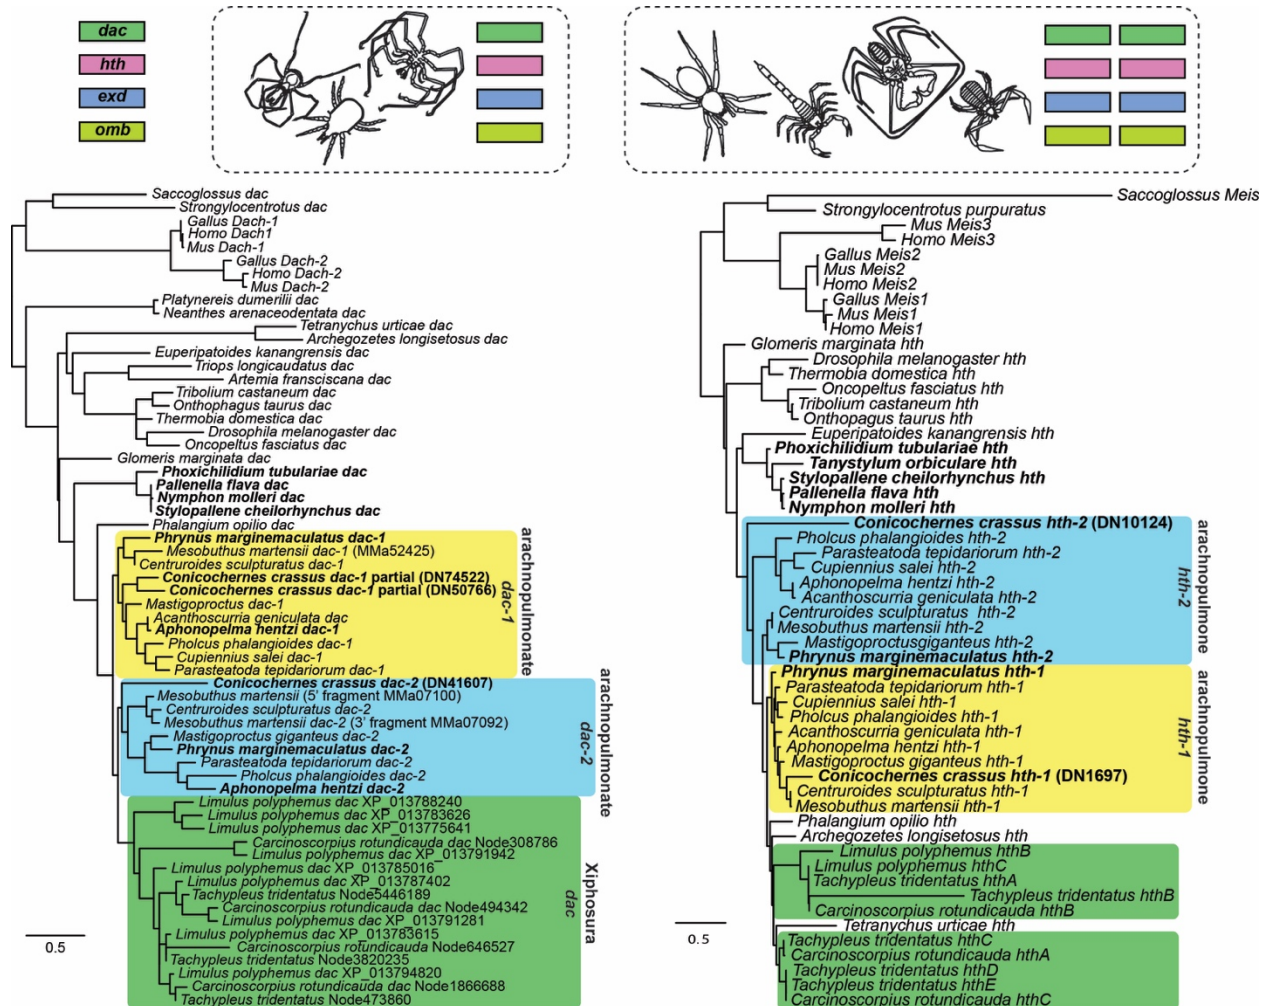 dac
hth
exd
omb
Saccoglossus dac
Strongylocentrotus dac
Gallus Dach-1
Homo Dach1
Mus Dach-1
Gallus Dach-2
Homo Dach-2
Mus Dach-2
Platynereis dumerilii dac
Neanthes arenaceodentata dac
Tetranychus urticae dac
Archegozetes longisetosus dac
Euperipatoides kanangrensis dac
Triops longicaudatus dac
Artemia fransciscana dac
Tribolium castaneum dac
Onthophagus taurus dac
Thermobia domestica dac
Drosophila melanogaster dac
Oncopeltus fasciatus dac
Glomeris marginata dac
Phoxichilidium tubulariae dac
Pallenella flava dac
Nymphon molleri dac
Stylopallene cheilorhynchus dac
Phalangium opilio dac
Phrynus marginemaculatus dac-1
Mesobuthus martensii dac-1 (MMa52425)
Centruroides sculpturatus dac-1
Conicochernes crassus dac-1 partial (DN74522)
Conicochernes crassus dac-1 partial (DN50766)
Mastigoproctus dac-1
Acanthoscurria geniculata dac
Aphonopelma hentzi dac-1
Pholcus phalangioides dac-1
Cupiennius salei dac-1
Parasteatoda tepidariorum dac-1
arachnopulmonate
dac-1
Conicochernes crassus dac-2 (DN41607)
Mesobuthus martensii (5' fragment MMa07100)
Centruroides sculpturatus dac-2
Mesobuthus martensii dac-2 (3' fragment MMa07092)
Mastigoproctus giganteus dac-2
Phrynus marginemaculatus dac-2
Parasteatoda tepidariorum dac-2
Pholcus phalangioides dac-2
Aphonopelma hentzi dac-2
arachnopulmonate
dac-2
Limulus polyphemus dac XP_013788240
Limulus polyphemus dac XP_013783626
Limulus polyphemus dac XP_013775641
Carcinoscorpius rotundicauda dac Node308786
Limulus polyphemus dac XP_013791942
Limulus polyphemus dac XP_013785016
Limulus polyphemus dac XP_013787402
Tachypleus tridentatus Node5446189
Carcinoscorpius rotundicauda dac Node494342
Limulus polyphemus dac XP_013791281
Limulus polyphemus dac XP_013783615
Carcinoscorpius rotundicauda Node646527
Tachypleus tridentatus Node3820235
Limulus polyphemus dac XP_013794820
Carcinoscorpius rotundicauda dac Node1866688
Tachypleus tridentatus Node473860
Xiphosura
dac
0.5
Saccoglossus Meis
Strongylocentrotus purpuratus
Mus Meis3
Homo Meis3
Gallus Meis2
Mus Meis2
Homo Meis2
Gallus Meis1
Mus Meis1
Homo Meis1
Glomeris marginata hth
Drosophila melanogaster hth
Thermobia domestica hth
Oncopeltus fasciatus hth
Tribolium castaneum hth
Onthopagus taurus hth
Euperipatoides kanangrensis hth
Phoxichilidium tubulariae hth
Tanystylum orbiculare hth
Stylopallene cheilorhynchus hth
Pallenella flava hth
Nymphon molleri hth
Conicochernes crassus hth-2 (DN10124)
Pholcus phalangioides hth-2
Parasteatoda tepidariorum hth-2
Cupiennius salei hth-2
Aphonopelma hentzi hth-2
Acanthoscurria geniculata hth-2
Centruroides sculpturatus hth-2
Mesobuthus martensii hth-2
Mastigoproctusgiganteus hth-2
Phrynus marginemaculatus hth-2
arachnopulmone
hth-2
Phrynus marginemaculatus hth-1
Parasteatoda tepidariorum hth-1
Cupiennius salei hth-1
Pholcus phalangioides hth-1
Acanthoscurria geniculata hth-1
Aphonopelma hentzi hth-1
Mastigoproctus giganteus hth-1
Conicochernes crassus hth-1 (DN1697)
Centruroides sculpturatus hth-1
Mesobuthus martensii hth-1
arachnopulmone
hth-1
Phalangium opilio hth
Archegozetes longisetosus hth
Limulus polyphemus hthB
Limulus polyphemus hthC
Tachypleus tridentatus hthA
Tachypleus tridentatus hthB
Carcinoscorpius rotundicauda hthB
Tetranychus urticae hth
Tachypleus tridentatus hthC
Carcinoscorpius rotundicauda hthA
Tachypleus tridentatus hthD
Tachypleus tridentatus hthE
Carcinoscorpius rotundicauda hthC
0.5